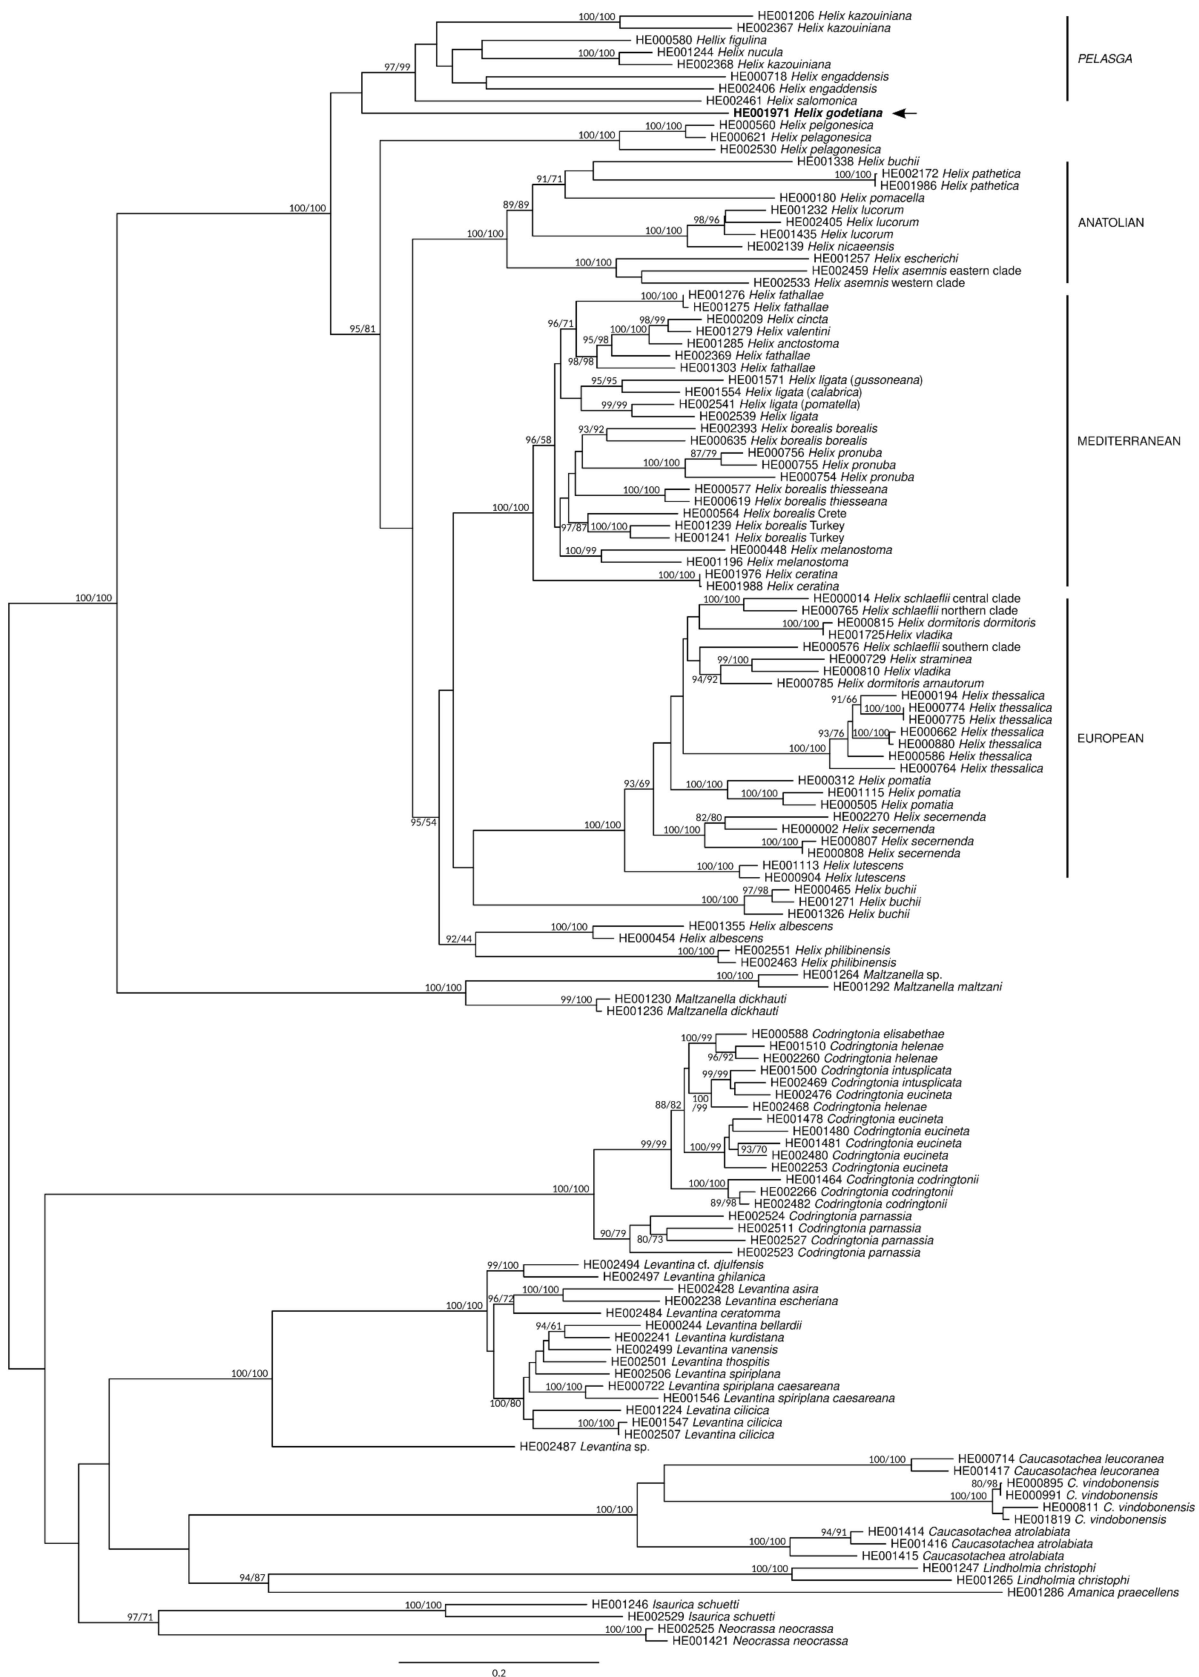 100/100
HE001206 Helix kazouiniana
HE002367 Helix kazouiniana
HE000580 Hellix figulina
HE001244 Helix nucula
100/100
HE002368 Helix kazouiniana
97/99
PELASGA
HE000718 Helix engaddensis
HE002406 Helix engaddensis
HE002461 Helix salomonica
HE001971 Helix godetiana
HE000560 Helix pelgonesica
100/100
100/100
HE000621 Helix pelagonesica
HE002530 Helix pelagonesica
HE001338 Helix buchii
100/100
HE002172 Helix pathetica
91/71
HE001986 Helix pathetica
HE000180 Helix pomacella
89/89
100/100
HE001232 Helix lucorum
98/96
HE002405 Helix lucorum
ANATOLIAN
100/100
100/100
HE001435 Helix lucorum
HE002139 Helix nicaeensis
HE001257 Helix escherichi
100/100
HE002459 Helix asemnis eastern clade
HE002533 Helix asemnis western clade
100/100
HE001276 Helix fathallae
HE001275 Helix fathallae
98/99
HE000209 Helix cincta
96/71
95/81
100/100
HE001279 Helix valentini
95/98
HE001285 Helix anctostoma
HE002369 Helix fathallae
98/98
HE001303 Helix fathallae
95/95
HE001571 Helix ligata (gussoneana)
HE001554 Helix ligata (calabrica)
99/99
HE002541 Helix ligata (pomatella)
HE002539 Helix ligata
93/92
HE002393 Helix borealis borealis
96/58
HE000635 Helix borealis borealis
MEDITERRANEAN
87/79
HE000756 Helix pronuba
100/100
HE000755 Helix pronuba
HE000754 Helix pronuba
100/100
HE000577 Helix borealis thiesseana
HE000619 Helix borealis thiesseana
100/100
HE000564 Helix borealis Crete
97/87
100/100
HE001239 Helix borealis Turkey
HE001241 Helix borealis Turkey
100/99
HE000448 Helix melanostoma
HE001196 Helix melanostoma
100/100
HE001976 Helix ceratina
HE001988 Helix ceratina
100/100
100/100
HE000014 Helix schlaeflii central clade
HE000765 Helix schlaeflii northern clade
100/100
HE000815 Helix dormitoris dormitoris
HE001725Helix vladika
HE000576 Helix schlaeflii southern clade
99/100
HE000729 Helix straminea
HE000810 Helix vladika
94/92
HE000785 Helix dormitoris arnautorum
91/66
HE000194 Helix thessalica
100/100
HE000774 Helix thessalica
HE000775 Helix thessalica
93/76
100/100
HE000662 Helix thessalica
EUROPEAN
HE000880 Helix thessalica
100/100
HE000586 Helix thessalica
HE000764 Helix thessalica
93/69
100/100
HE000312 Helix pomatia
100/100
HE001115 Helix pomatia
HE000505 Helix pomatia
95/54
100/100
82/80
HE002270 Helix secernenda
100/100
HE000002 Helix secernenda
100/100
HE000807 Helix secernenda
HE000808 Helix secernenda
100/100
HE001113 Helix lutescens
HE000904 Helix lutescens
97/98
HE000465 Helix buchii
100/100
HE001271 Helix buchii
HE001326 Helix buchii
100/100
HE001355 Helix albescens
92/44
HE000454 Helix albescens
100/100
HE002551 Helix philibinensis
HE002463 Helix philibinensis
100/100
HE001264 Maltzanella sp.
100/100
HE001292 Maltzanella maltzani
99/100
HE001230 Maltzanella dickhauti
HE001236 Maltzanella dickhauti
100/99
HE000588 Codringtonia elisabethae
HE001510 Codringtonia helenae
96/92
HE002260 Codringtonia helenae
99/99
HE001500 Codringtonia intusplicata
HE002469 Codringtonia intusplicata
HE002476 Codringtonia eucineta
88/82
100
/99
HE002468 Codringtonia helenae
HE001478 Codringtonia eucineta
HE001480 Codringtonia eucineta
99/99
100/99
HE001481 Codringtonia eucineta
93/70
HE002480 Codringtonia eucineta
HE002253 Codringtonia eucineta
100/100
100/100
HE001464 Codringtonia codringtonii
HE002266 Codringtonia codringtonii
89/98
HE002482 Codringtonia codringtonii
HE002524 Codringtonia parnassia
90/79
HE002511 Codringtonia parnassia
80/73
HE002527 Codringtonia parnassia
HE002523 Codringtonia parnassia
99/100
HE002494 Levantina cf. djulfensis
HE002497 Levantina ghilanica
100/100
HE002428 Levantina asira
96/72
HE002238 Levantina escheriana
100/100
HE002484 Levantina ceratomma
94/61
HE000244 Levantina bellardii
HE002241 Levantina kurdistana
HE002499 Levantina vanensis
HE002501 Levantina thospitis
100/100
HE002506 Levantina spiriplana
100/100
HE000722 Levantina spiriplana caesareana
100/80
HE001546 Levantina spiriplana caesareana
HE001224 Levatina cilicica
100/100
HE001547 Levantina cilicica
HE002507 Levantina cilicica
HE002487 Levantina sp.
100/100
HE000714 Caucasotachea leucoranea
HE001417 Caucasotachea leucoranea
80/98
HE000895 C. vindobonensis
100/100
HE000991 C. vindobonensis
HE000811 C. vindobonensis
100/100
HE001819 C. vindobonensis
94/91
HE001414 Caucasotachea atrolabiata
100/100
HE001416 Caucasotachea atrolabiata
HE001415 Caucasotachea atrolabiata
100/100
HE001247 Lindholmia christophi
94/87
HE001265 Lindholmia christophi
HE001286 Amanica praecellens
100/100
HE001246 Isaurica schuetti
97/71
HE002529 Isaurica schuetti
100/100
HE002525 Neocrassa neocrassa
HE001421 Neocrassa neocrassa
0.2